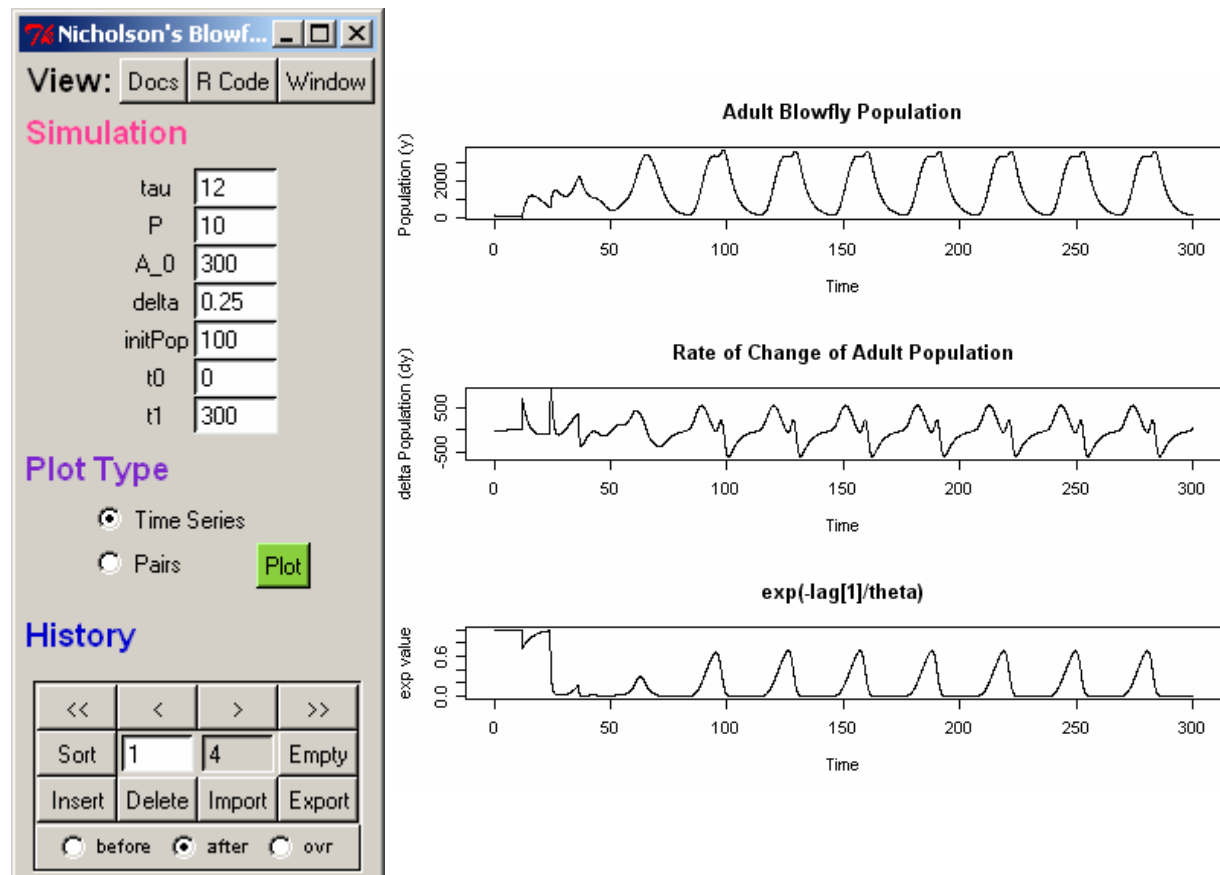 Nicholson's Blowf...
View: Docs R Code Window
Simulation
tau 12
P 10
A_0 300
delta 0.25
initPop 100
t0 0
t1 300
Plot Type
Time Series
Pairs Plot
History
<< < > >>
Sort 1 4 Empty
Insert Delete Import Export
before after ovr
Adult Blowfly Population
Population (y)
2000
0
0 50 100 150 200 250 300
Time
Rate of Change of Adult Population
delta Population (dy)
500
-500
0 50 100 150 200 250 300
Time
exp(-lag[1]/theta)
exp value
0.6
0.0
0 50 100 150 200 250 300
Time